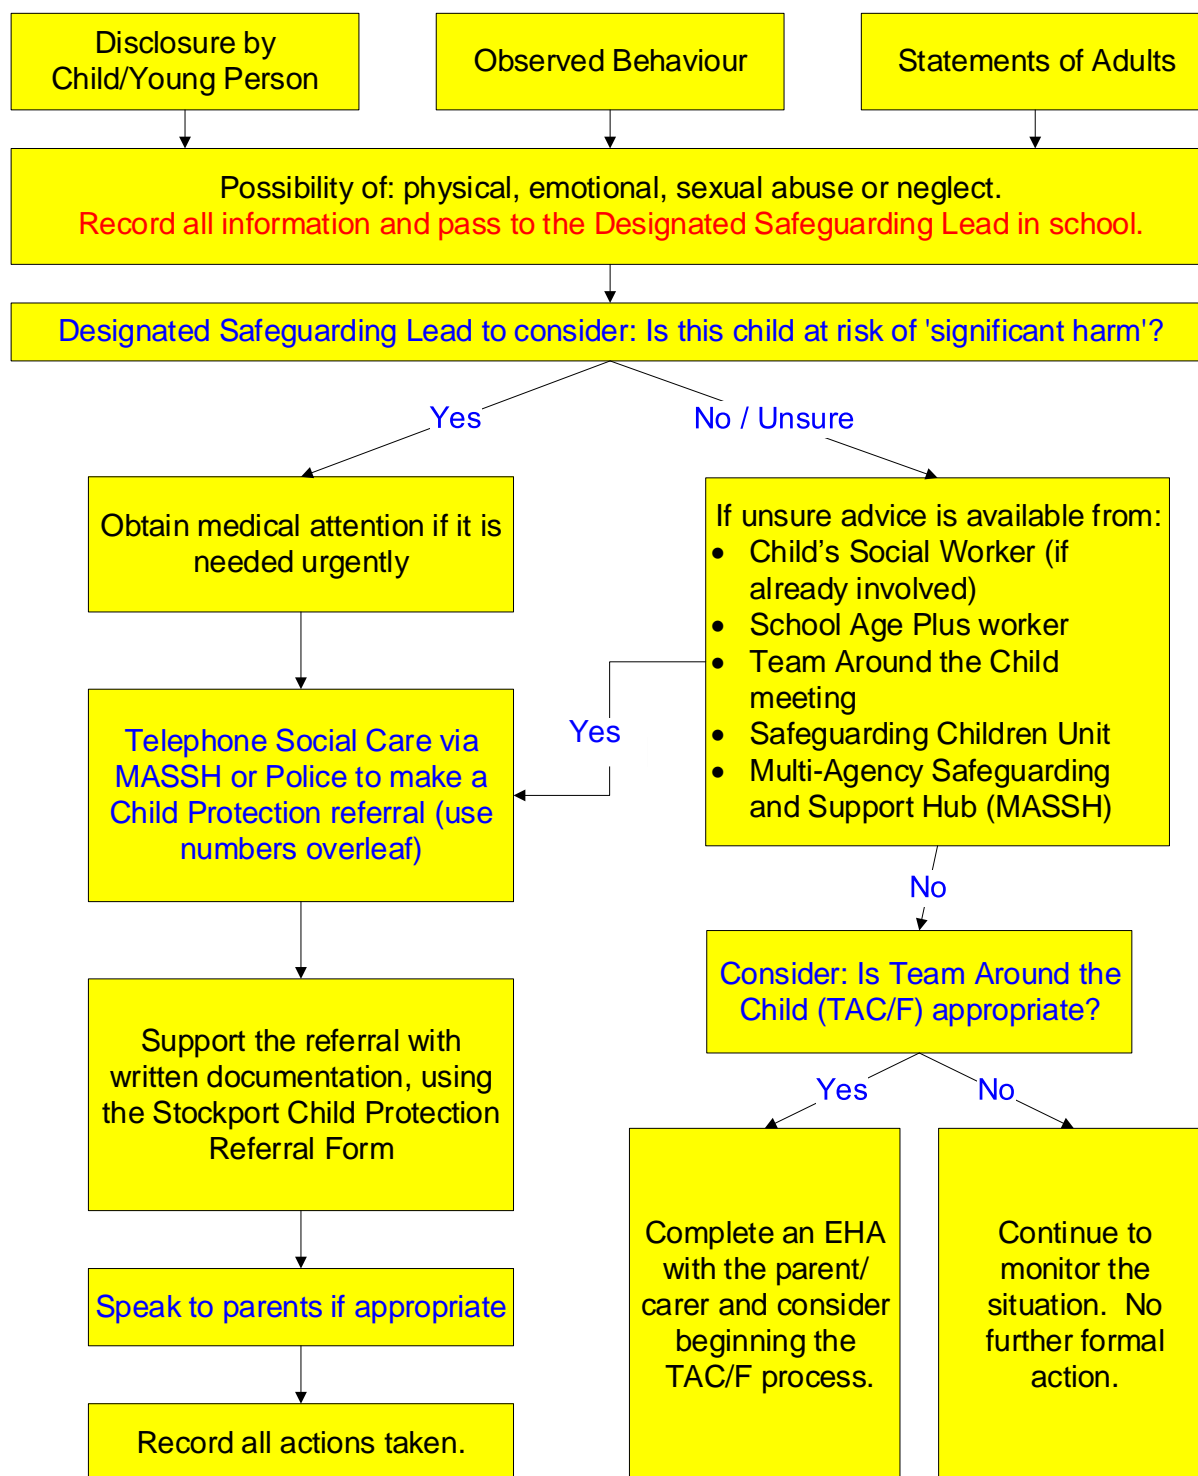 Disclosure by
Child/Young Person
Observed Behaviour
Statements of Adults
Possibility of: physical, emotional, sexual abuse or neglect.
Record all information and pass to the Designated Safeguarding Lead in school.
Designated Safeguarding Lead to consider: Is this child at risk of 'significant harm'?
Yes
No / Unsure
Obtain medical attention if it is
needed urgently
If unsure advice is available from:
• Child’s Social Worker (if
already involved)
• School Age Plus worker
• Team Around the Child
meeting
• Safeguarding Children Unit
• Multi-Agency Safeguarding
and Support Hub (MASSH)
Yes
Telephone Social Care via
MASSH or Police to make a
Child Protection referral (use
numbers overleaf)
No
Consider: Is Team Around the
Child (TAC/F) appropriate?
Support the referral with
written documentation, using
the Stockport Child Protection
Referral Form
Yes
No
Complete an EHA
with the parent/
carer and consider
beginning the
TAC/F process.
Continue to
monitor the
situation.  No
further formal
action.
Speak to parents if appropriate
Record all actions taken.